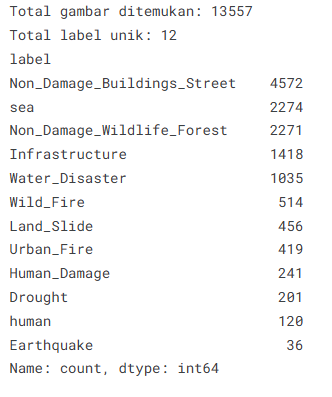 Total gambar ditemukan: 13557
Total label unik: 12
label
Non_Damage_Buildings_Street    4572
sea                            2274
Non_Damage_Wildlife_Forest     2271
Infrastructure                 1418
Water_Disaster                 1035
Wild_Fire                       514
Land_Slide                      456
Urban_Fire                      419
Human_Damage                    241
Drought                         201
human                           120
Earthquake                       36
Name: count, dtype: int64